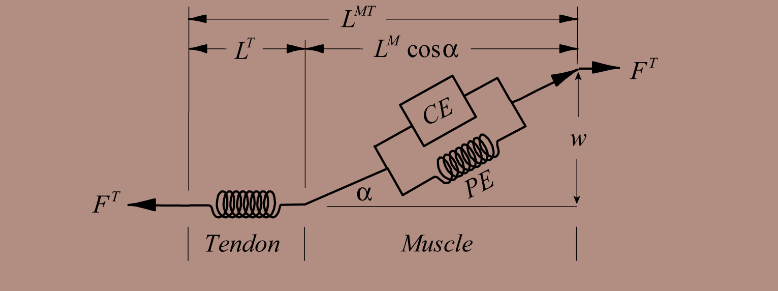 L^MT
L^T L^M cosα
F^T
CE
w
PE
α
F^T
Tendon Muscle